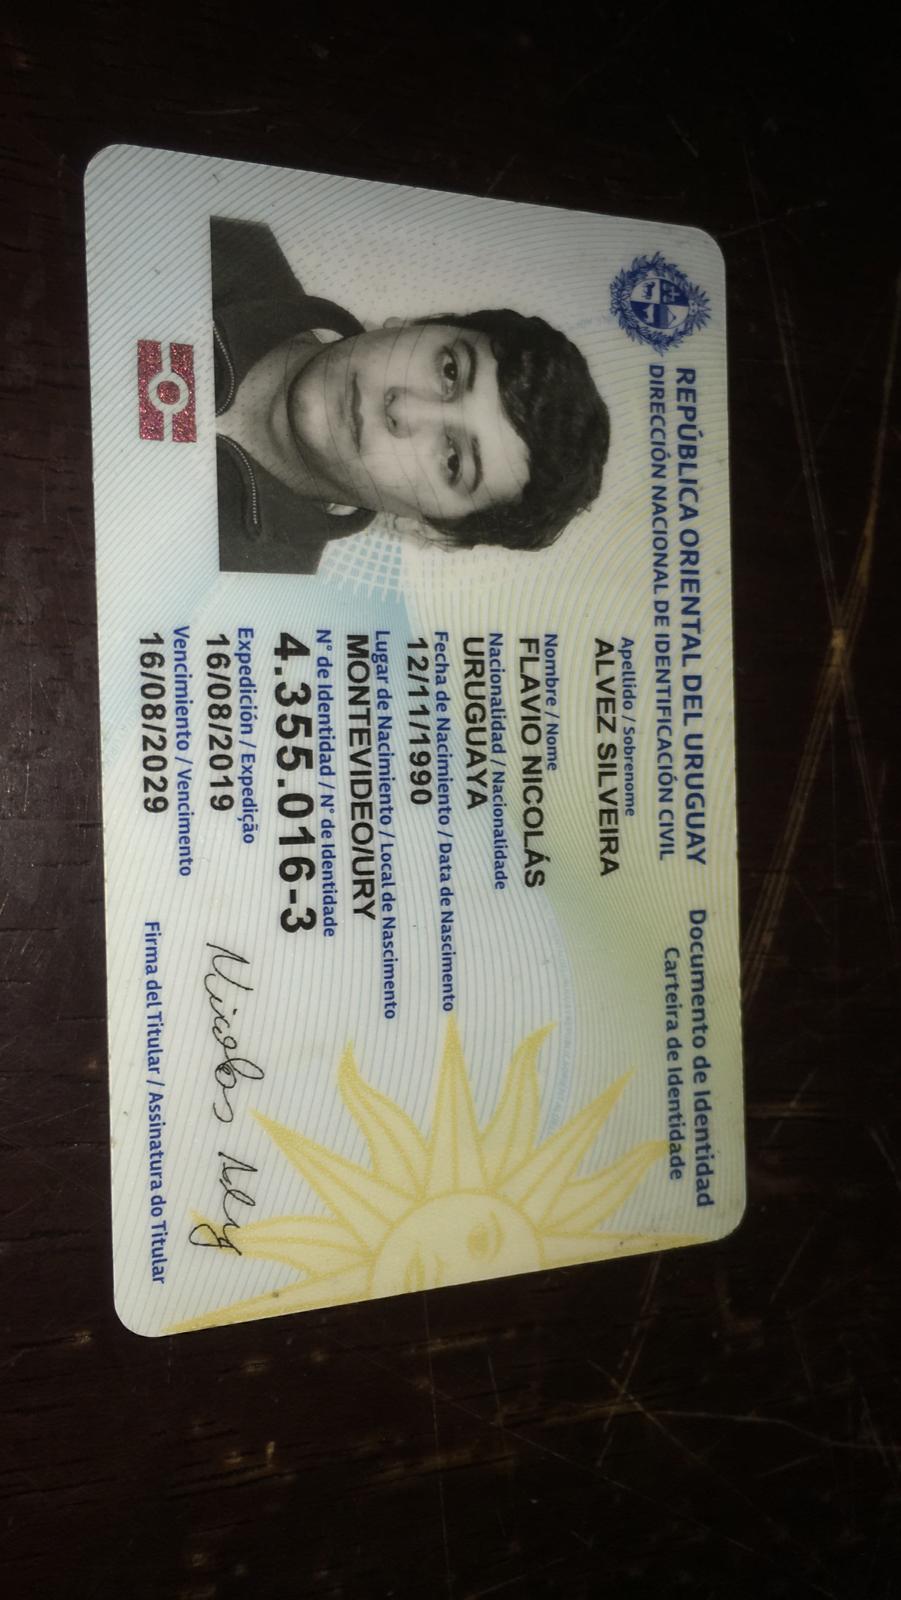 REPÚBLICA ORIENTAL DEL URUGUAY
DIRECCIÓN NACIONAL DE IDENTIFICACIÓN CIVIL
Documento de Identidad
Carteira de Identidade
Apellido / Sobrenome
ALVEZ SILVEIRA
Nombre / Nome
FLAVIO NICOLÁS
Nacionalidad / Nacionalidade
URUGUAYA
Fecha de Nacimiento / Data de Nascimento
12/11/1990
Lugar de Nacimiento / Local de Nascimento
MONTEVIDEO/URY
N° de Identidad / N° de Identidade
4.355.016-3
Expedición / Expedição
16/08/2019
Vencimiento / Vencimento
16/08/2029
Nicolas
Firma del Titular / Assinatura do Titular